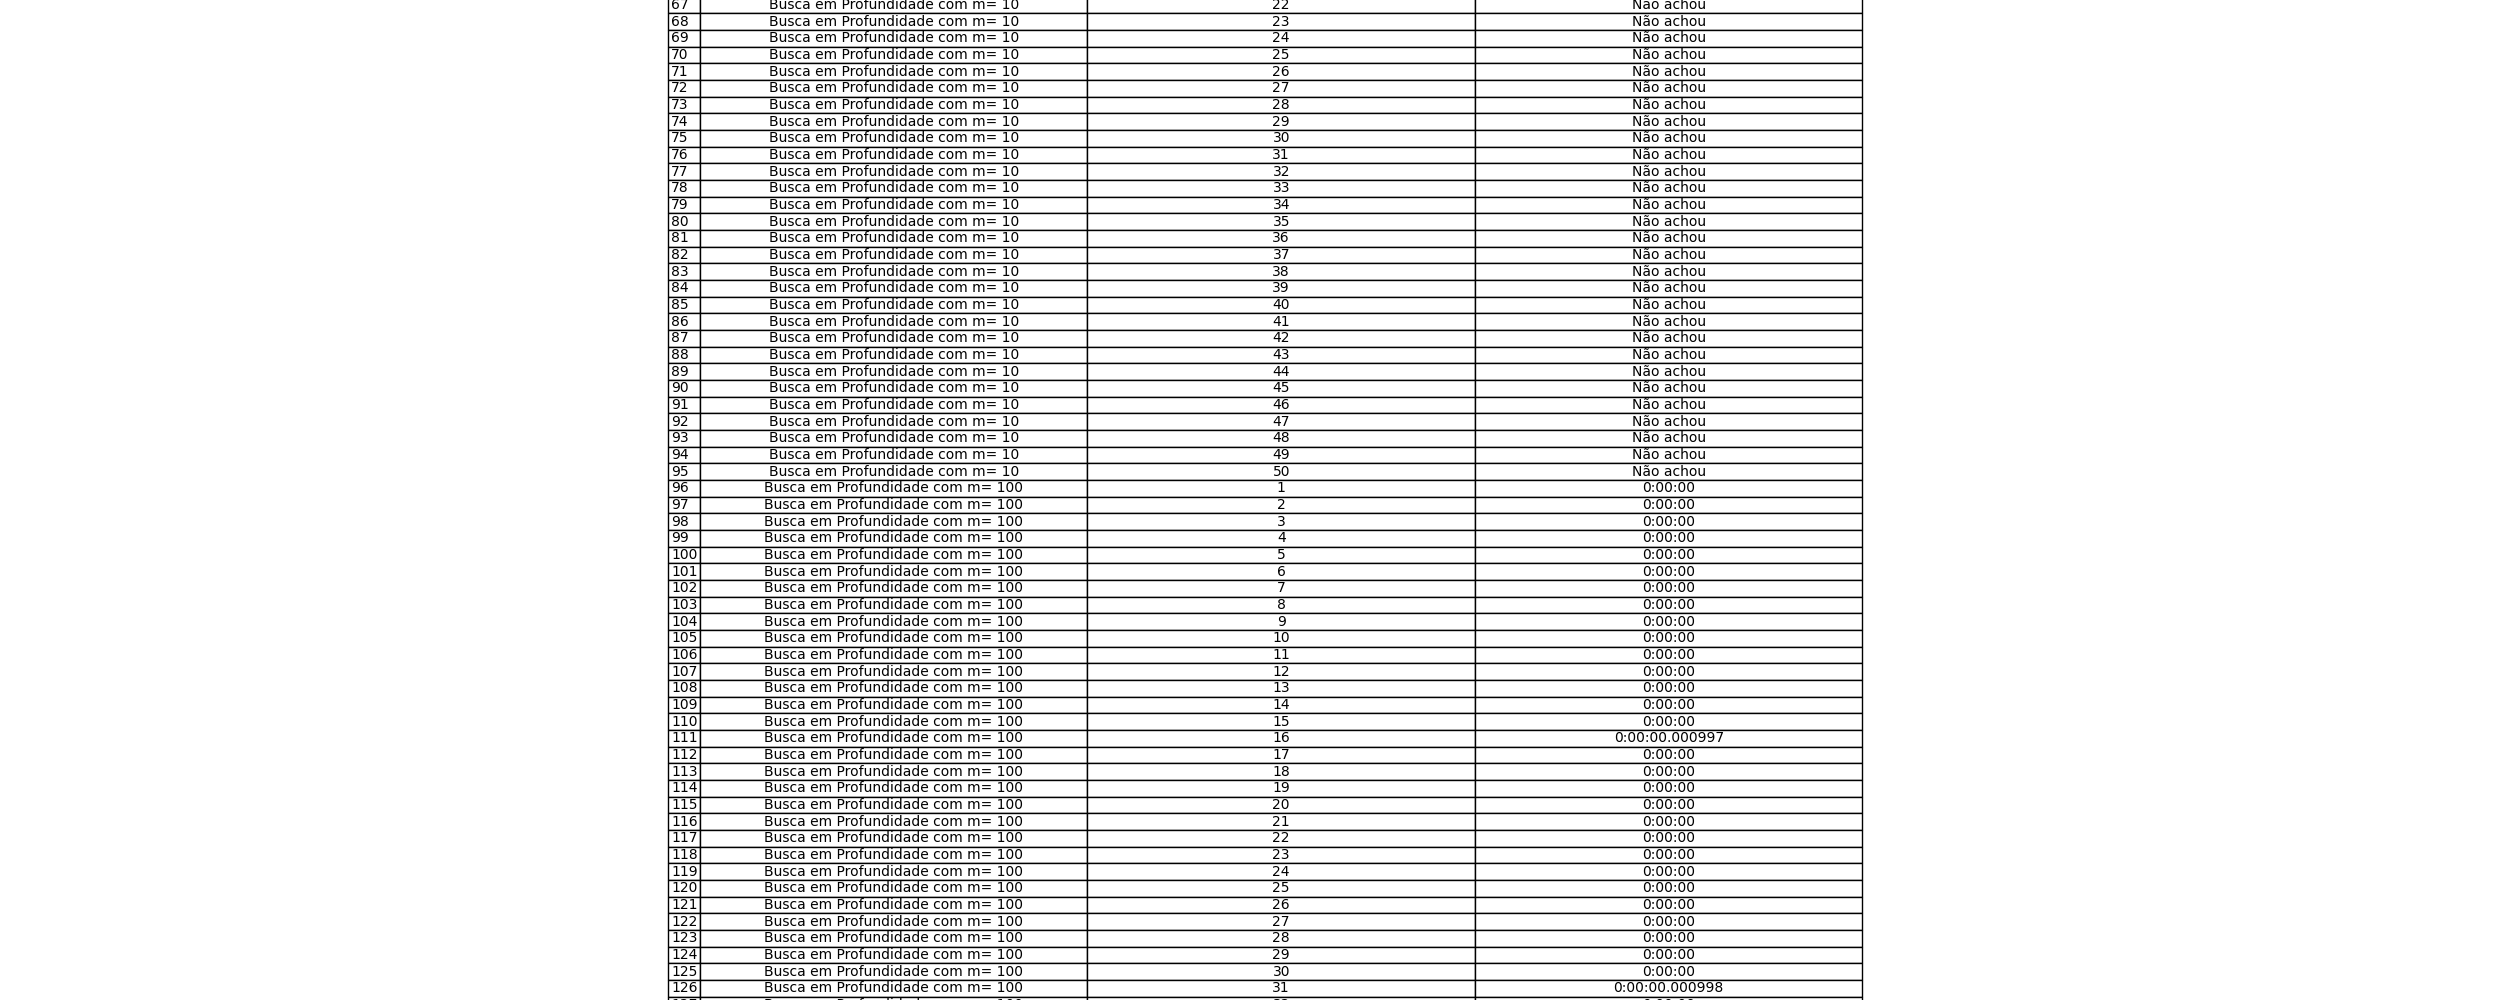 67 Busca em Profundidade com m= 10 22 Não achou
68 Busca em Profundidade com m= 10 23 Não achou
69 Busca em Profundidade com m= 10 24 Não achou
70 Busca em Profundidade com m= 10 25 Não achou
71 Busca em Profundidade com m= 10 26 Não achou
72 Busca em Profundidade com m= 10 27 Não achou
73 Busca em Profundidade com m= 10 28 Não achou
74 Busca em Profundidade com m= 10 29 Não achou
75 Busca em Profundidade com m= 10 30 Não achou
76 Busca em Profundidade com m= 10 31 Não achou
77 Busca em Profundidade com m= 10 32 Não achou
78 Busca em Profundidade com m= 10 33 Não achou
79 Busca em Profundidade com m= 10 34 Não achou
80 Busca em Profundidade com m= 10 35 Não achou
81 Busca em Profundidade com m= 10 36 Não achou
82 Busca em Profundidade com m= 10 37 Não achou
83 Busca em Profundidade com m= 10 38 Não achou
84 Busca em Profundidade com m= 10 39 Não achou
85 Busca em Profundidade com m= 10 40 Não achou
86 Busca em Profundidade com m= 10 41 Não achou
87 Busca em Profundidade com m= 10 42 Não achou
88 Busca em Profundidade com m= 10 43 Não achou
89 Busca em Profundidade com m= 10 44 Não achou
90 Busca em Profundidade com m= 10 45 Não achou
91 Busca em Profundidade com m= 10 46 Não achou
92 Busca em Profundidade com m= 10 47 Não achou
93 Busca em Profundidade com m= 10 48 Não achou
94 Busca em Profundidade com m= 10 49 Não achou
95 Busca em Profundidade com m= 10 50 Não achou
96 Busca em Profundidade com m= 100 1 0:00:00
97 Busca em Profundidade com m= 100 2 0:00:00
98 Busca em Profundidade com m= 100 3 0:00:00
99 Busca em Profundidade com m= 100 4 0:00:00
100 Busca em Profundidade com m= 100 5 0:00:00
101 Busca em Profundidade com m= 100 6 0:00:00
102 Busca em Profundidade com m= 100 7 0:00:00
103 Busca em Profundidade com m= 100 8 0:00:00
104 Busca em Profundidade com m= 100 9 0:00:00
105 Busca em Profundidade com m= 100 10 0:00:00
106 Busca em Profundidade com m= 100 11 0:00:00
107 Busca em Profundidade com m= 100 12 0:00:00
108 Busca em Profundidade com m= 100 13 0:00:00
109 Busca em Profundidade com m= 100 14 0:00:00
110 Busca em Profundidade com m= 100 15 0:00:00
111 Busca em Profundidade com m= 100 16 0:00:00.000997
112 Busca em Profundidade com m= 100 17 0:00:00
113 Busca em Profundidade com m= 100 18 0:00:00
114 Busca em Profundidade com m= 100 19 0:00:00
115 Busca em Profundidade com m= 100 20 0:00:00
116 Busca em Profundidade com m= 100 21 0:00:00
117 Busca em Profundidade com m= 100 22 0:00:00
118 Busca em Profundidade com m= 100 23 0:00:00
119 Busca em Profundidade com m= 100 24 0:00:00
120 Busca em Profundidade com m= 100 25 0:00:00
121 Busca em Profundidade com m= 100 26 0:00:00
122 Busca em Profundidade com m= 100 27 0:00:00
123 Busca em Profundidade com m= 100 28 0:00:00
124 Busca em Profundidade com m= 100 29 0:00:00
125 Busca em Profundidade com m= 100 30 0:00:00
126 Busca em Profundidade com m= 100 31 0:00:00.000998